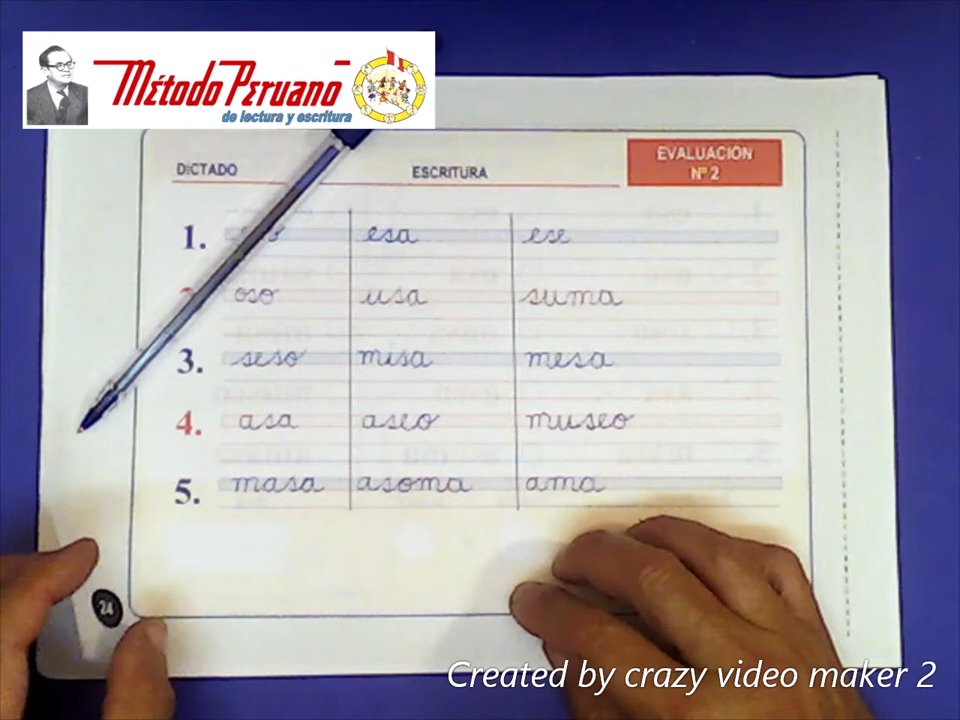 Método Peruano
de lectura y escritura
DICTADO ESCRITURA EVALUACIÓN
Nº 2
1. esa ese
oso usa suma
3. seso misa mesa
4. asa aseo museo
5. masa asoma ama
24
Created by crazy video maker 2